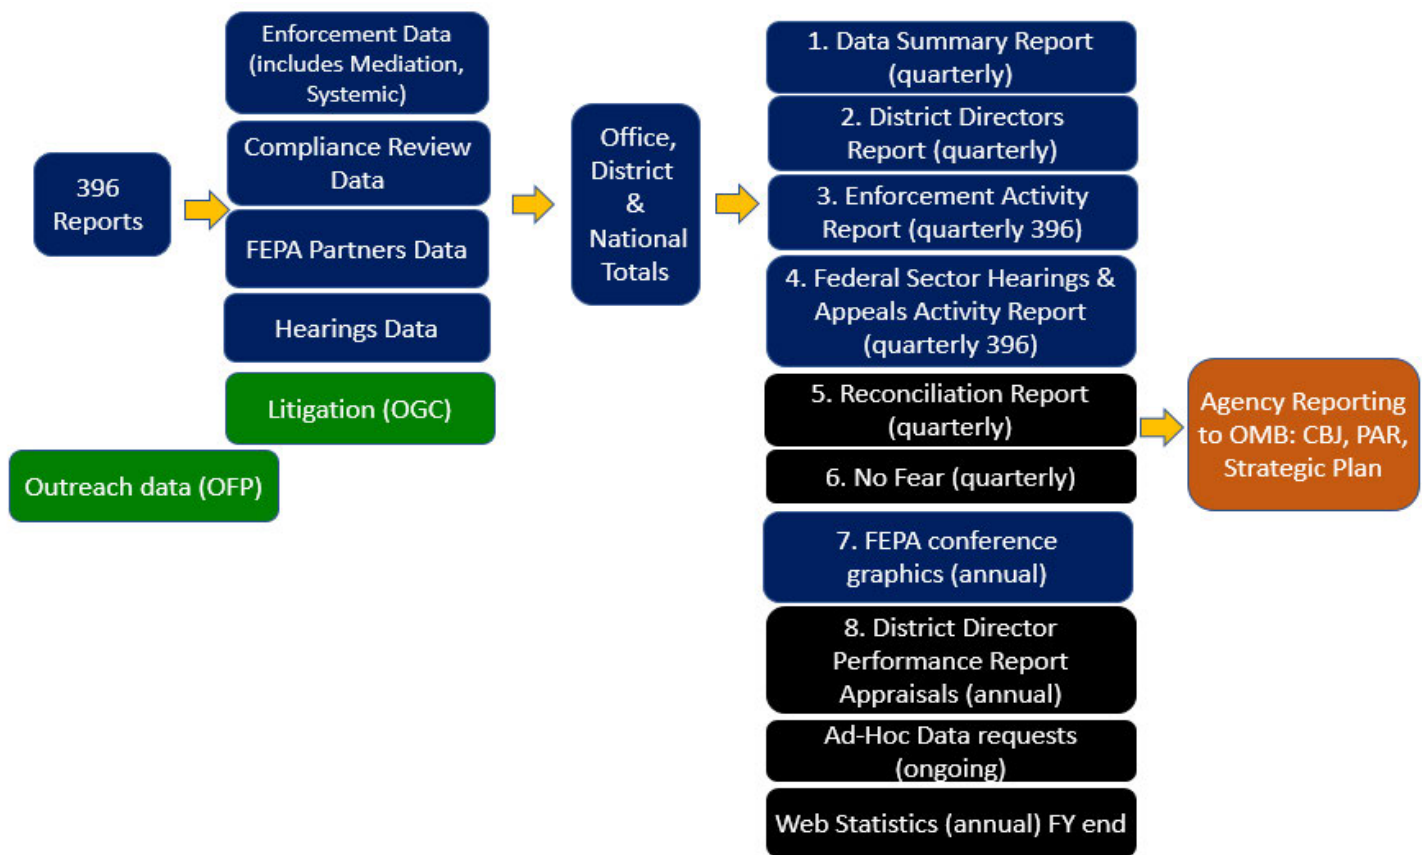 396
Reports
Enforcement Data
(includes Mediation,
Systemic)
Compliance Review
Data
FEPA Partners Data
Hearings Data
Litigation (OGC)
Outreach data (OFP)
Office,
District
&
National
Totals
1. Data Summary Report
(quarterly)
2. District Directors
Report (quarterly)
3. Enforcement Activity
Report (quarterly 396)
4. Federal Sector Hearings &
Appeals Activity Report
(quarterly 396)
5. Reconciliation Report
(quarterly)
6. No Fear (quarterly)
7. FEPA conference
graphics (annual)
8. District Director
Performance Report
Appraisals (annual)
Ad-Hoc Data requests
(ongoing)
Web Statistics (annual) FY end
Agency Reporting
to OMB: CBJ, PAR,
Strategic Plan